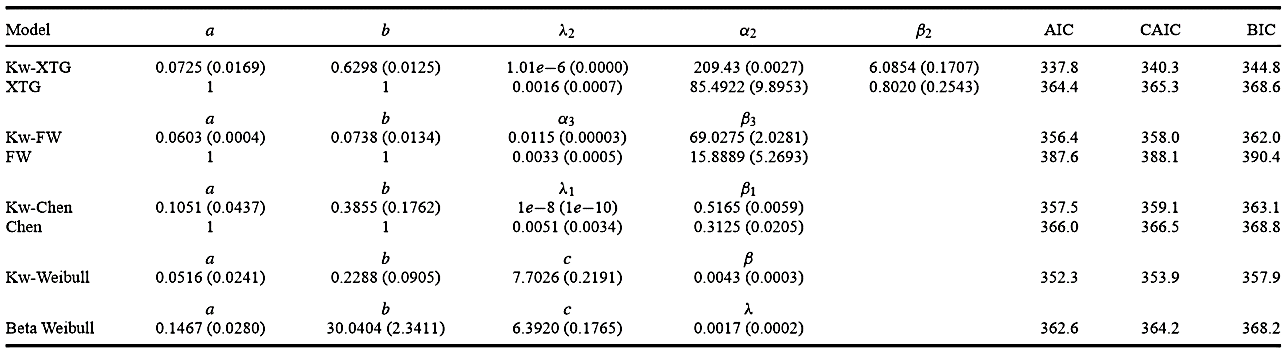 Model a b λ2 α2 β2 AIC CAIC BIC
Kw-XTG 0.0725 (0.0169) 0.6298 (0.0125) 1.01e−6 (0.0000) 209.43 (0.0027) 6.0854 (0.1707) 337.8 340.3 344.8
XTG 1 1 0.0016 (0.0007) 85.4922 (9.8953) 0.8020 (0.2543) 364.4 365.3 368.6
a b α3 β3
Kw-FW 0.0603 (0.0004) 0.0738 (0.0134) 0.0115 (0.00003) 69.0275 (2.0281) 356.4 358.0 362.0
FW 1 1 0.0033 (0.0005) 15.8889 (5.2693) 387.6 388.1 390.4
a b λ1 β1
Kw-Chen 0.1051 (0.0437) 0.3855 (0.1762) 1e−8 (1e−10) 0.5165 (0.0059) 357.5 359.1 363.1
Chen 1 1 0.0051 (0.0034) 0.3125 (0.0205) 366.0 366.5 368.8
a b c β
Kw-Weibull 0.0516 (0.0241) 0.2288 (0.0905) 7.7026 (0.2191) 0.0043 (0.0003) 352.3 353.9 357.9
a b c λ
Beta Weibull 0.1467 (0.0280) 30.0404 (2.3411) 6.3920 (0.1765) 0.0017 (0.0002) 362.6 364.2 368.2